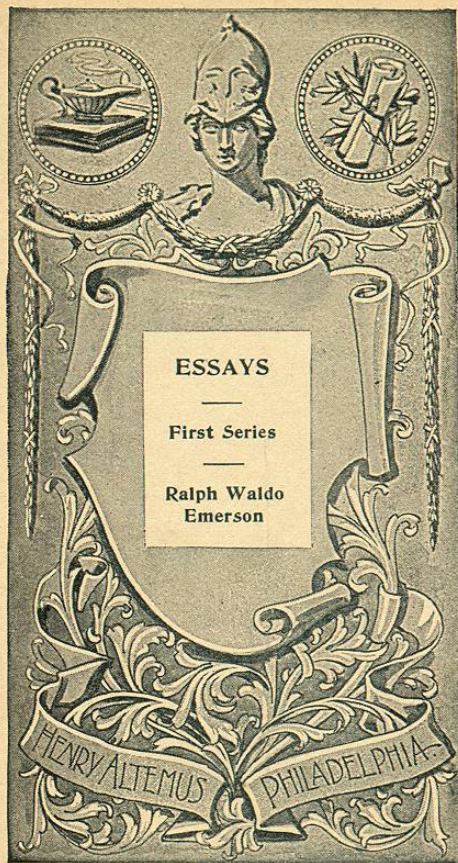 ESSAYS
First Series
Ralph Waldo
Emerson
HENRY ALTEMUS
PHILADELPHIA